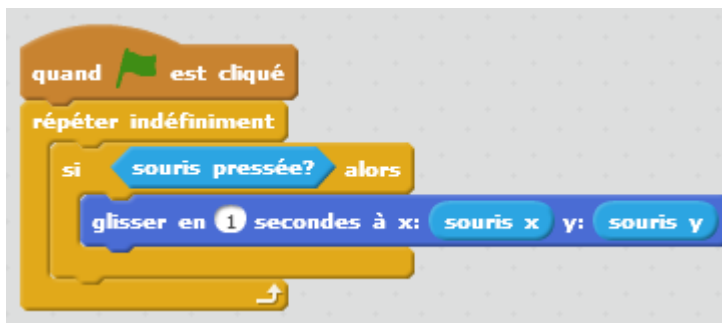 quand est cliqué
répéter indéfiniment
si souris pressée? alors
glisser en 1 secondes à x: souris x y: souris y